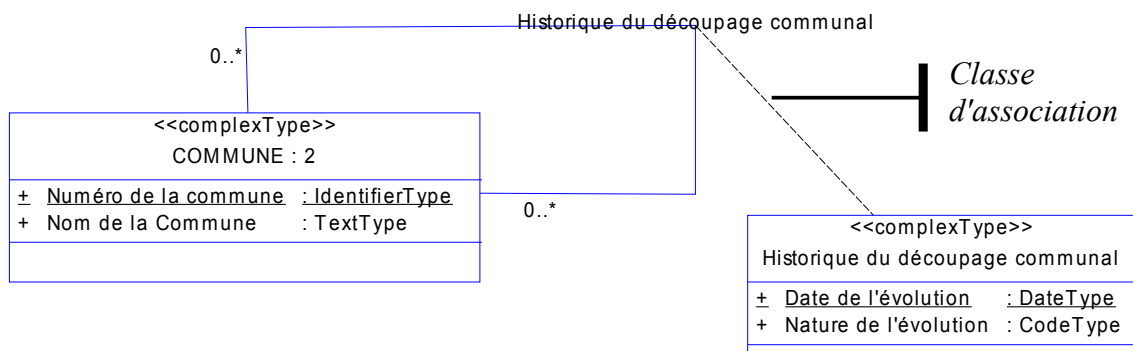 Historique du découpage communal
0..*
Classe
d'association
<<complexType>>
COMMUNE : 2
+ Numéro de la commune : IdentifierType
+ Nom de la Commune : TextType
0..*
<<complexType>>
Historique du découpage communal
+ Date de l'évolution : DateType
+ Nature de l'évolution : CodeType